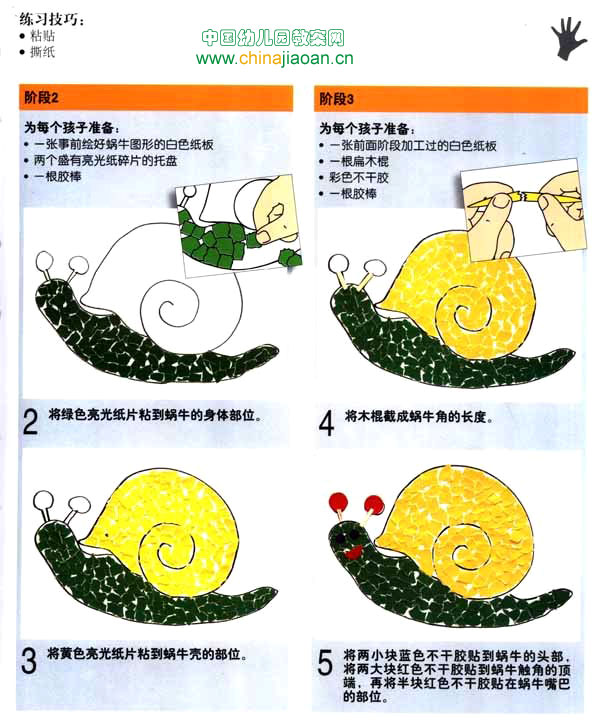 练习技巧：
● 粘贴
● 撕纸
中国幼儿园教案网
www.chinajiaoan.cn
阶段2
为每个孩子准备：
• 一张事前绘好蜗牛图形的白色纸板
• 两个盛有亮光纸碎片的托盘
• 一根胶棒
2 将绿色亮光纸片粘到蜗牛的身体部位。
3 将黄色亮光纸片粘到蜗牛壳的部位。
阶段3
为每个孩子准备：
• 一张前面阶段加工过的白色纸板
• 一根扁木棍
• 彩色不干胶
• 一根胶棒
4 将木棍截成蜗牛角的长度。
5 将两小块蓝色不干胶贴到蜗牛的头部，
将两大块红色不干胶贴到蜗牛触角的顶
端，再将半块红色不干胶贴在蜗牛嘴巴
的部位。